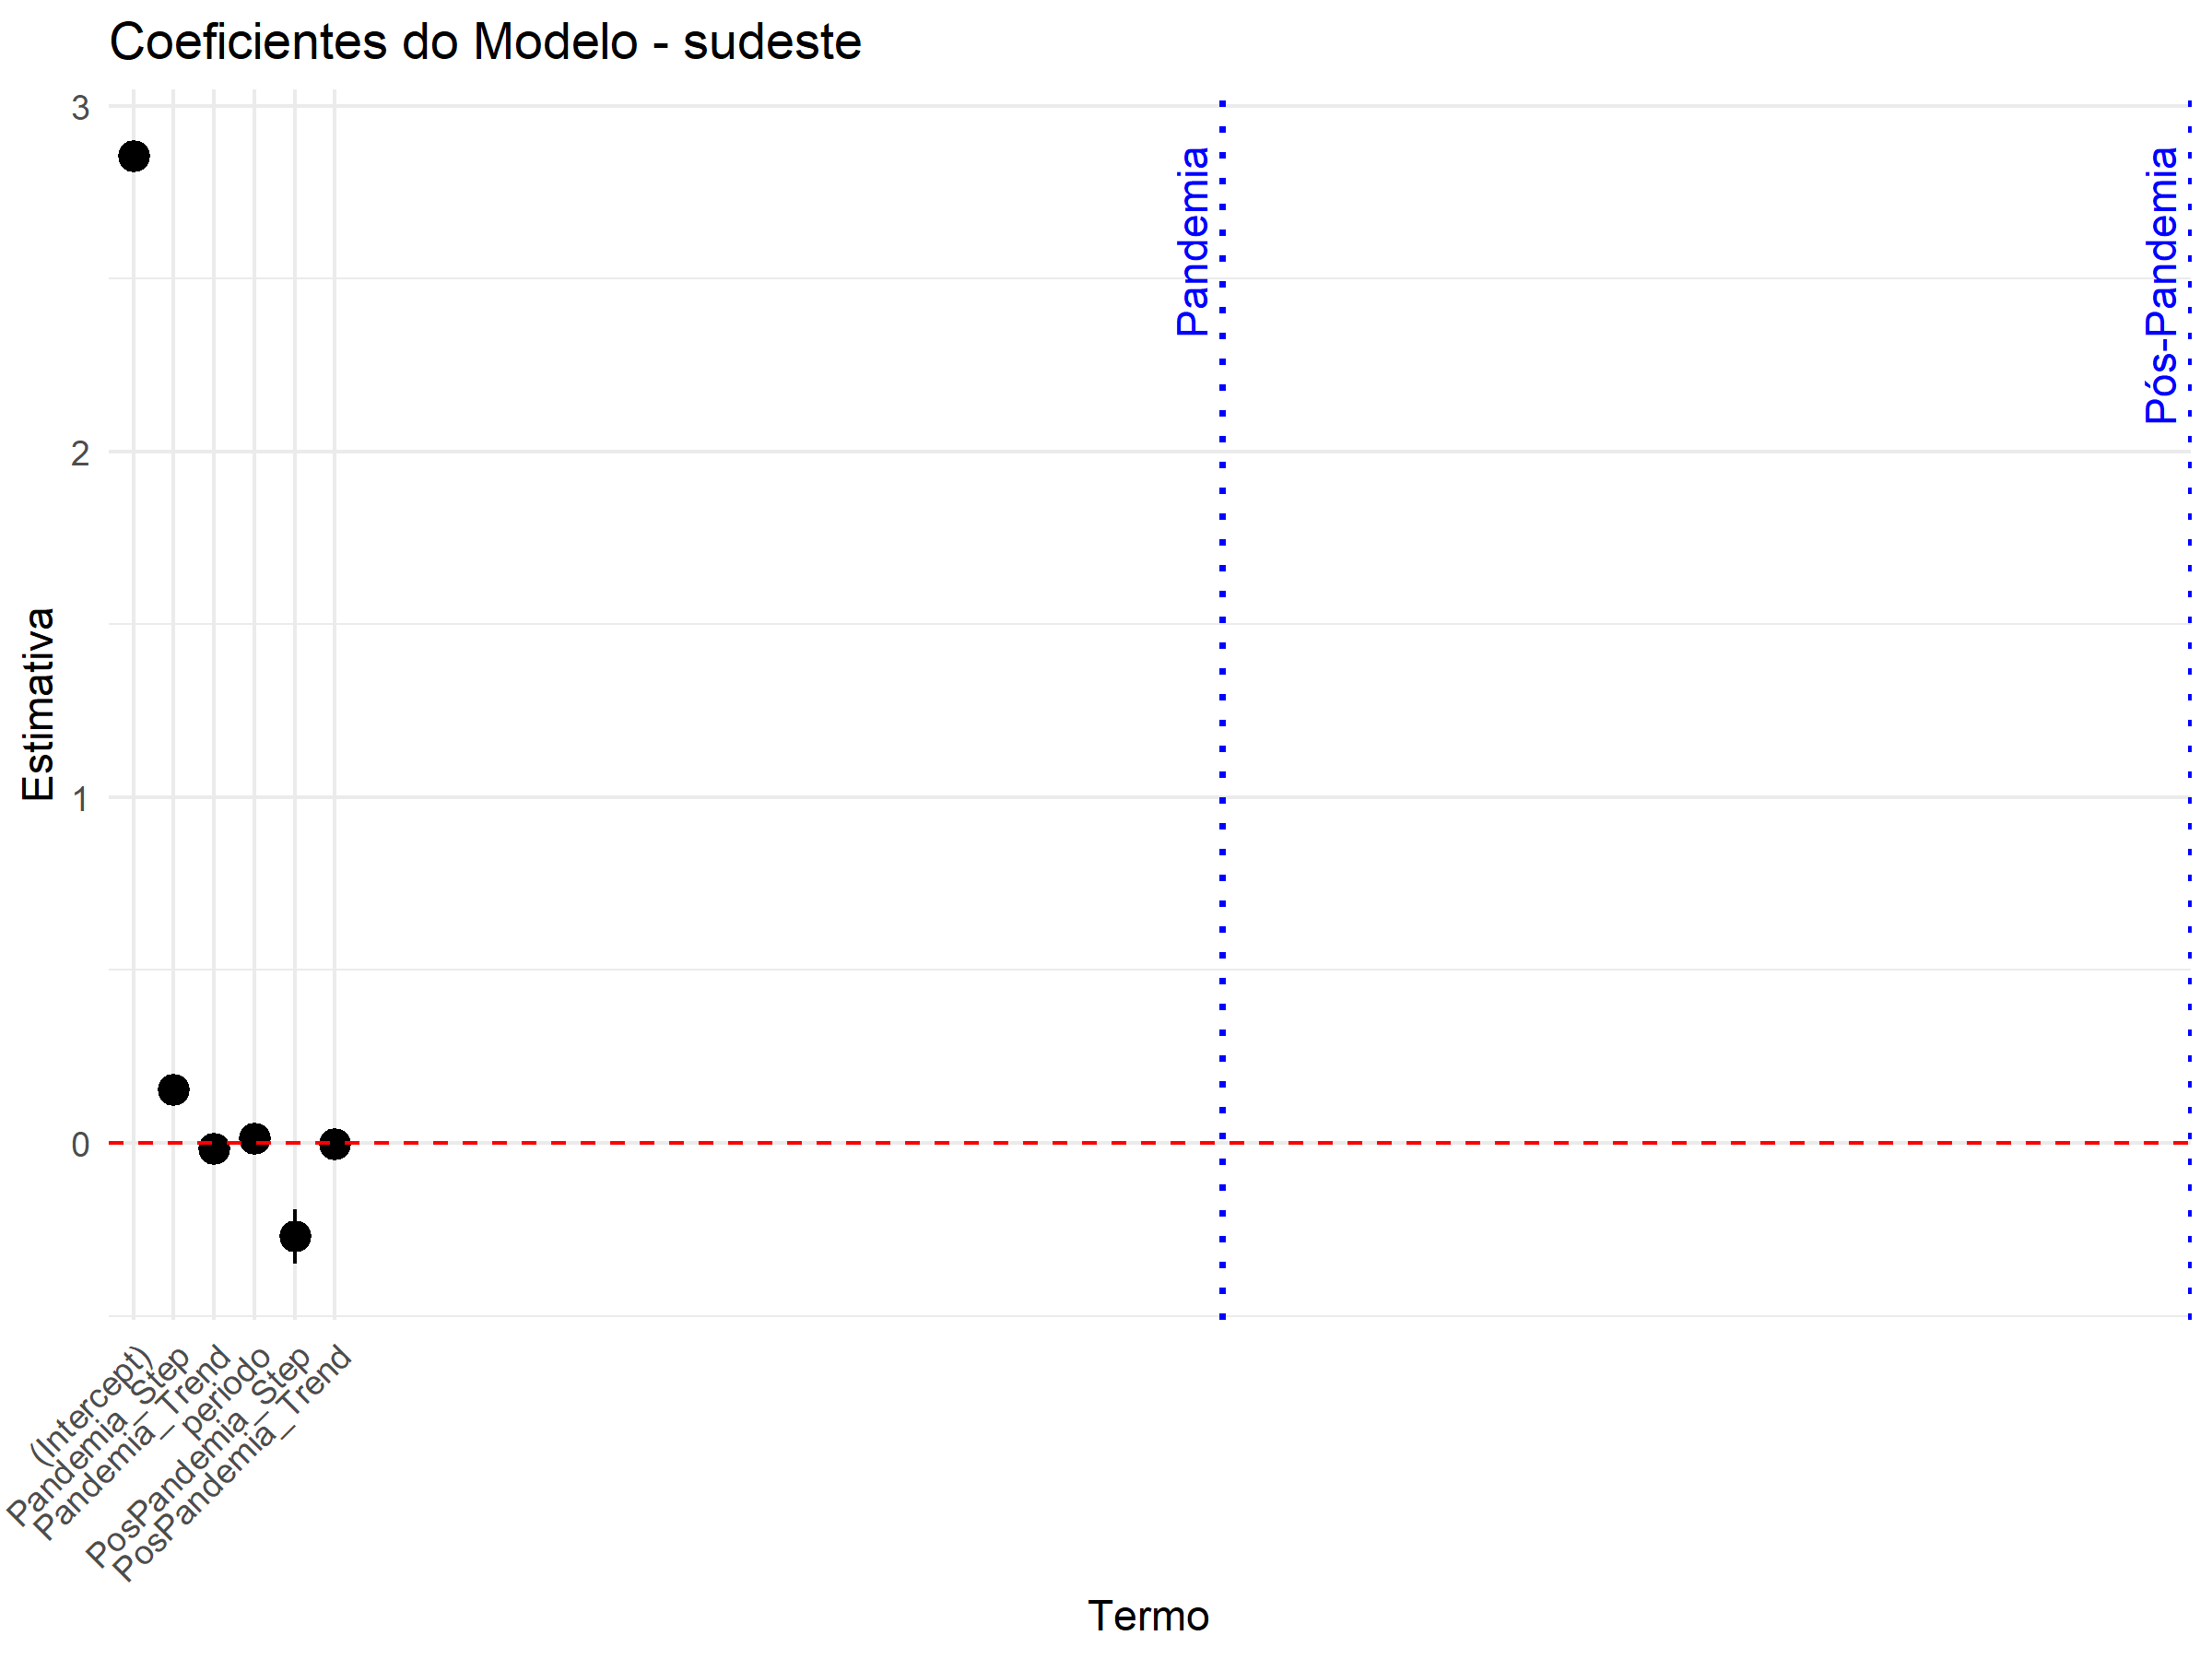 Coeficientes do Modelo - sudeste
3
2
1
0
Estimativa
Pandemia
Pós-Pandemia
(Intercept)
Pandemia_Step
Pandemia_Trend
periodo
PosPandemia_Step
PosPandemia_Trend
Termo